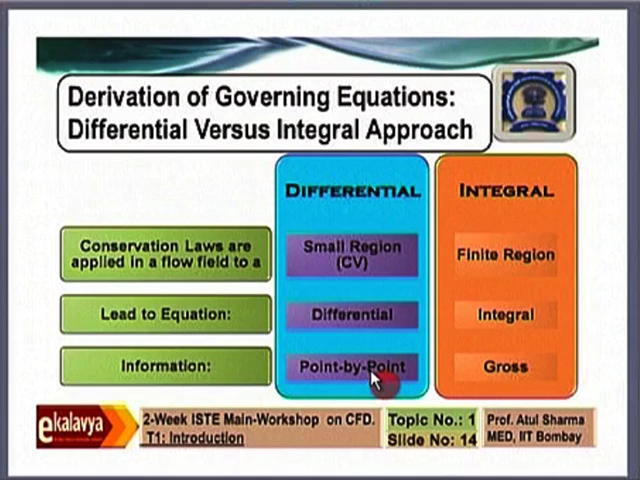 Derivation of Governing Equations:
Differential Versus Integral Approach
DIFFERENTIAL
INTEGRAL
Conservation Laws are
applied in a flow field to a
Small Region
(CV)
Finite Region
Lead to Equation:
Differential
Integral
Information:
Point-by-Point
Gross
ekalavya
2-Week ISTE Main-Workshop on CFD.
T1: Introduction
Topic No.: 1
Slide No: 14
Prof. Atul Sharma
MED, IIT Bombay